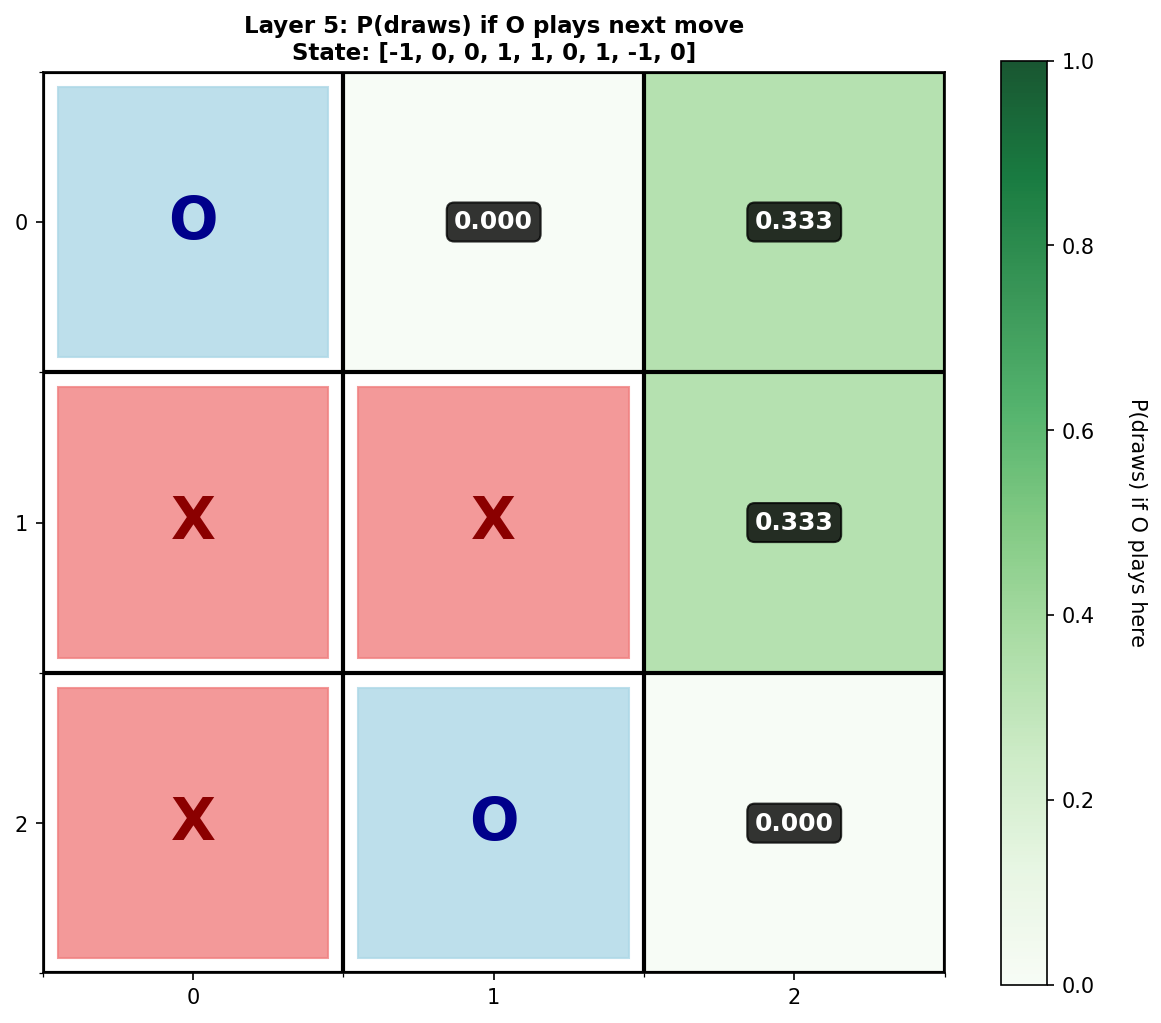 Layer 5: P(draws) if O plays next move
State: [-1, 0, 0, 1, 1, 0, 1, -1, 0]
0
O
0.000
0.333
1
X
X
0.333
2
X
O
0.000
0
1
2
1.0
0.8
0.6
0.4
0.2
0.0
P(draws) if O plays here